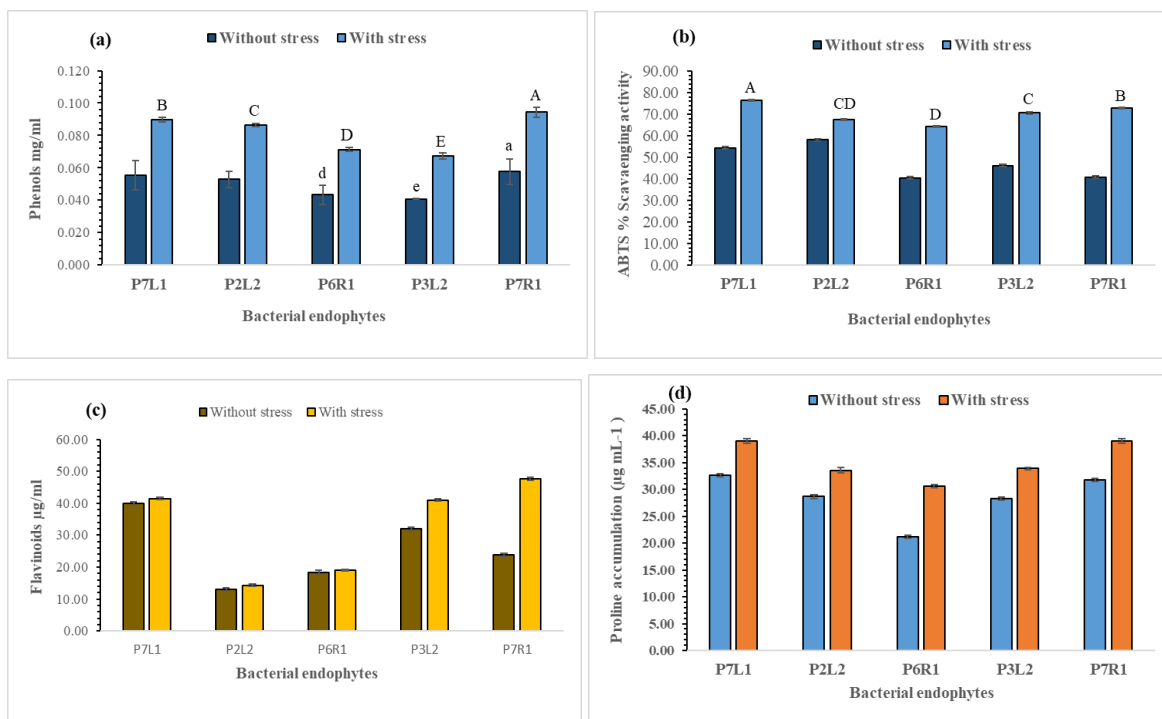 (a)
Without stress With stress
Phenols mg/ml
0.120
0.100
0.080
0.060
0.040
0.020
0.000
B
C
d D
e E
a A
P7L1 P2L2 P6R1 P3L2 P7R1
Bacterial endophytes
(b)
Without stress With stress
ABTS % Scavaenging activity
90.00
80.00
70.00
60.00
50.00
40.00
30.00
20.00
10.00
0.00
A
CD
D
C
B
P7L1 P2L2 P6R1 P3L2 P7R1
Bacterial endophytes
(c)
Without stress With stress
Flavinoids µg/ml
60.00
50.00
40.00
30.00
20.00
10.00
0.00
P7L1 P2L2 P6R1 P3L2 P7R1
Bacterial endophytes
(d)
Without stress With stress
Proline accumulation (µg mL-1 )
45.00
40.00
35.00
30.00
25.00
20.00
15.00
10.00
5.00
0.00
P7L1 P2L2 P6R1 P3L2 P7R1
Bacterial endophytes